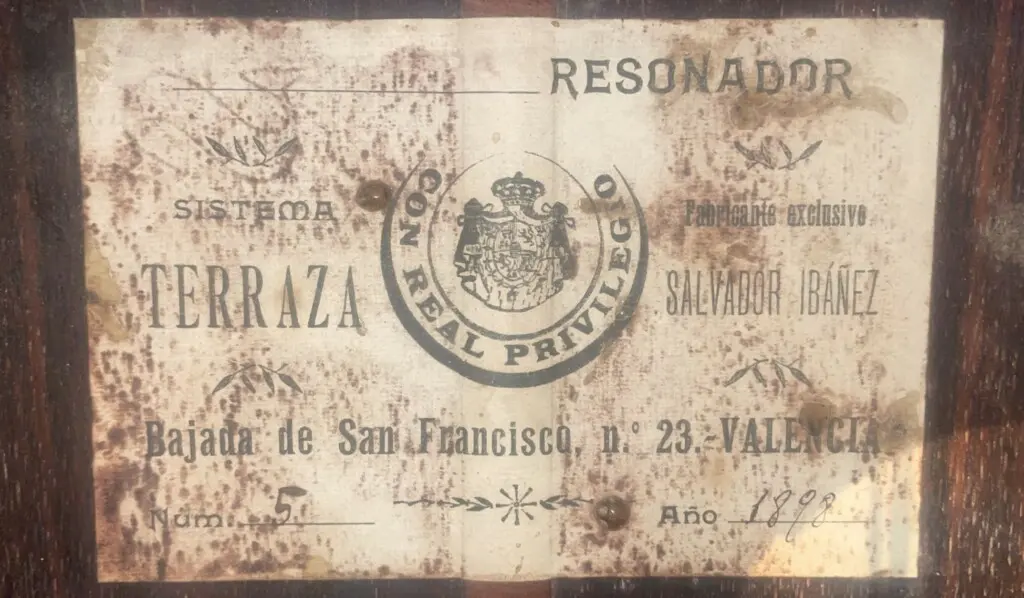 RESONADOR
SISTEMA
TERRAZA
CON REAL PRIVILEGIO
Fabricante exclusivo
SALVADOR IBÁÑEZ
Bajada de San Francisco, n.º 23.-VALENCIA
Núm. 5
Año 1898